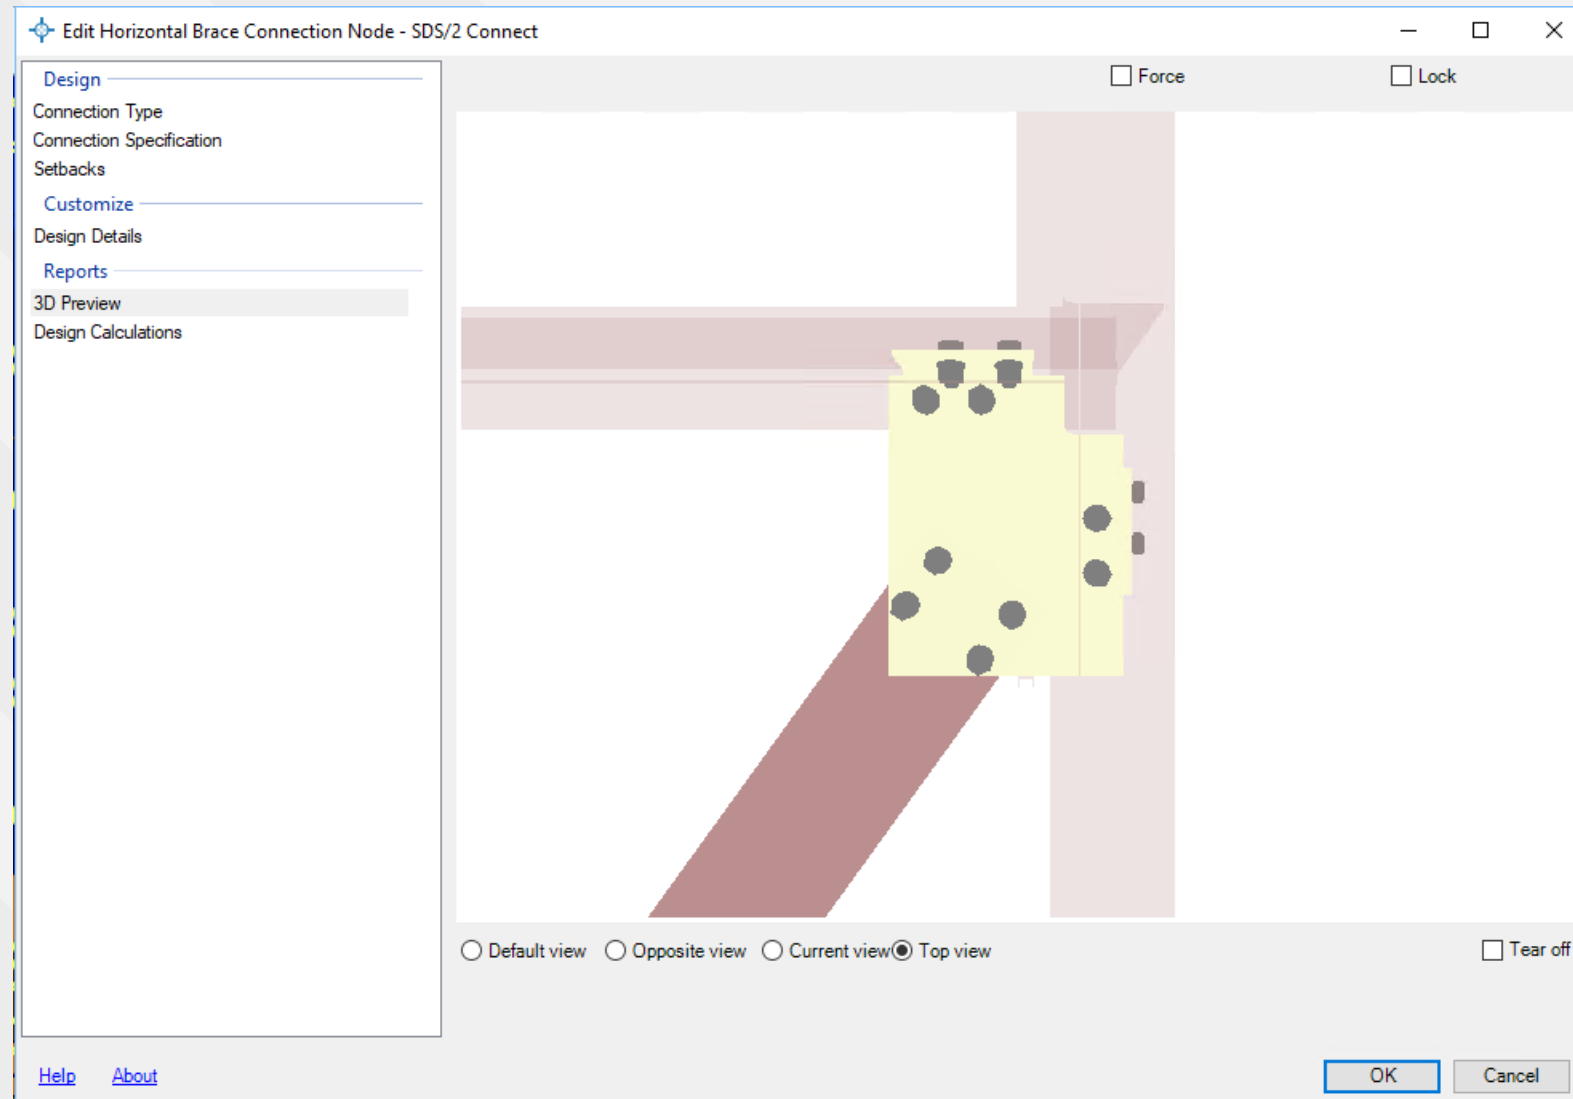 Edit Horizontal Brace Connection Node - SDS/2 Connect
Design
Connection Type
Connection Specification
Setbacks
Customize
Design Details
Reports
3D Preview
Design Calculations
Force
Lock
Default view
Opposite view
Current view
Top view
Tear off
Help
About
OK
Cancel